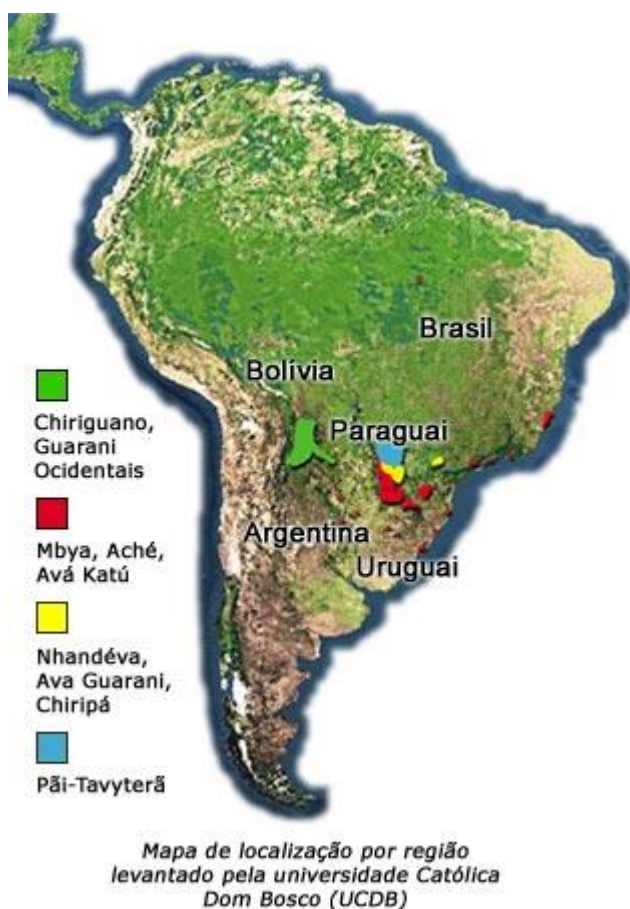 Brasil
Bolívia
Paraguai
Argentina
Uruguai
Chiriguano,
Guarani
Ocidentais
Mbya, Aché,
Avá Katú
Nhandéva,
Ava Guarani,
Chiripá
Pãi-Tavyterã
Mapa de localização por região
levantado pela universidade Católica
Dom Bosco (UCDB)